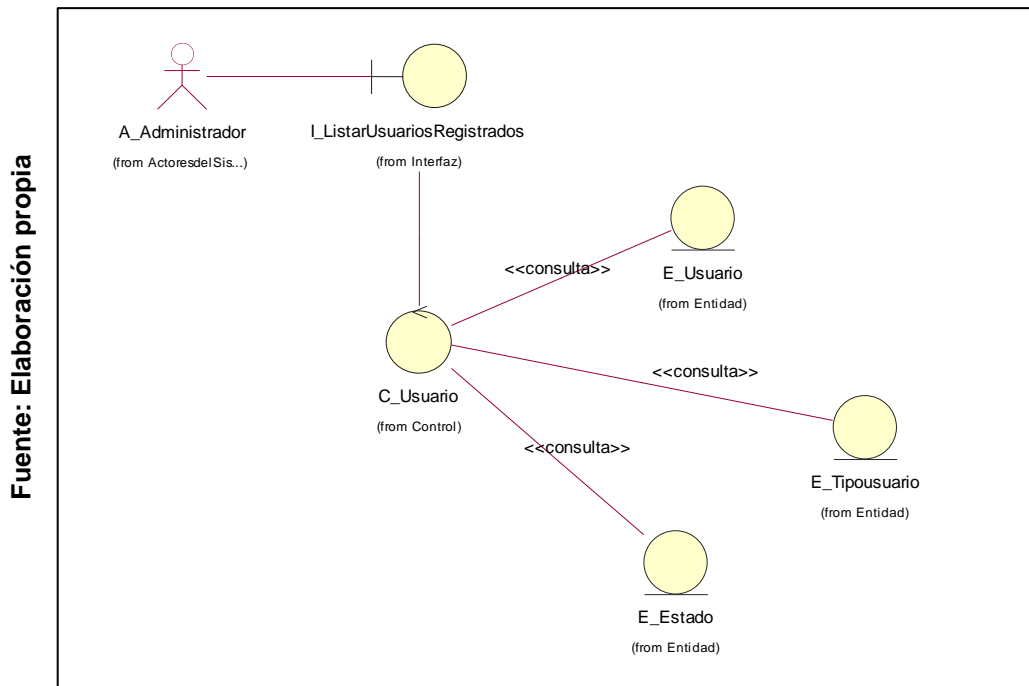 Fuente: Elaboración propia
A_Administrador
(from ActoresdelSis...)
I_ListarUsuariosRegistrados
(from Interfaz)
<<consulta>>
E_Usuario
(from Entidad)
<<consulta>>
C_Usuario
(from Control)
<<consulta>>
E_Tipousuario
(from Entidad)
E_Estado
(from Entidad)